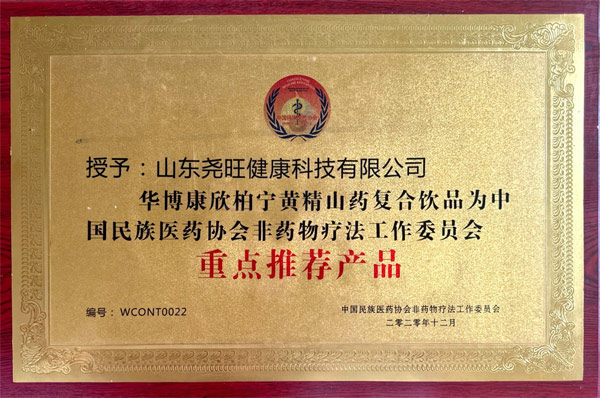 授予：山东尧旺健康科技有限公司
华博康欣柏宁黄精山药复合饮品为中
国民族医药协会非药物疗法工作委员会
重点推荐产品
编号：WCONT0022
中国民族医药协会非药物疗法工作委员会
二零二零年十二月